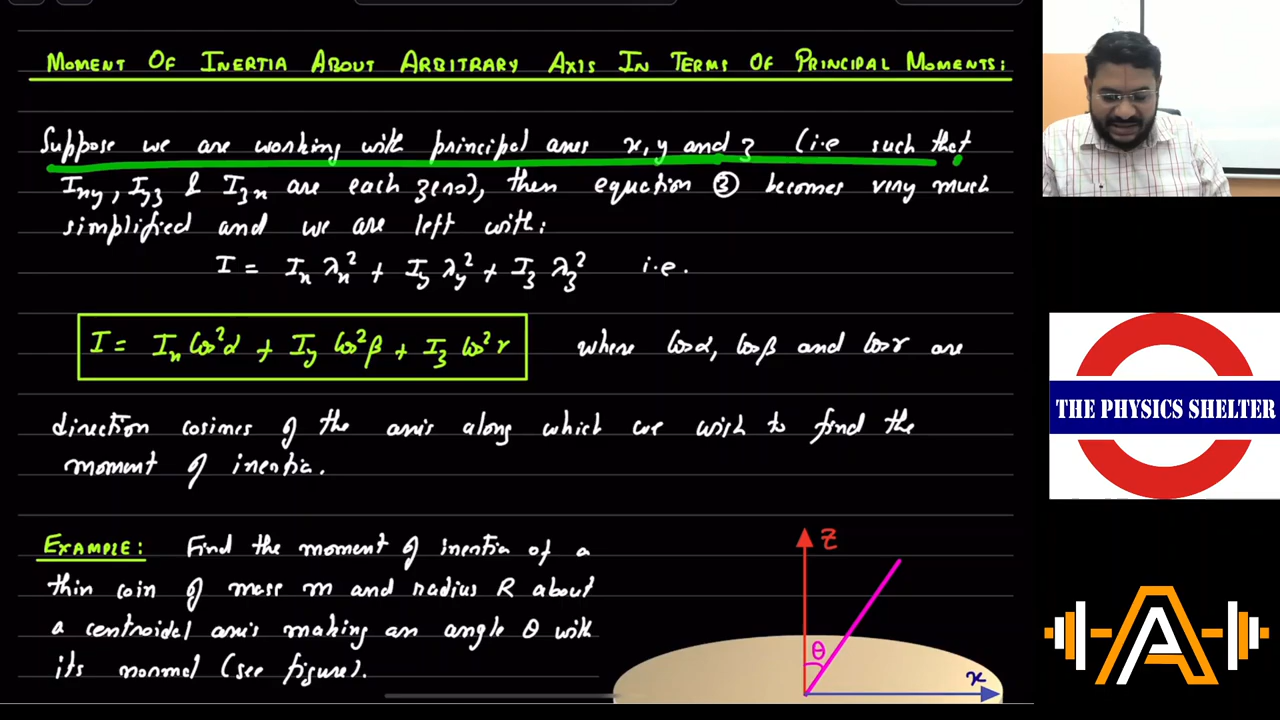 MOMENT OF INERTIA ABOUT ARBITRARY AXIS IN TERMS OF PRINCIPAL MOMENTS:
Suppose we are working with principal axes x, y and z (i.e such that
Ixy, Iyz & Izx are each zero), then equation ③ becomes very much
simplified and we are left with:
I = Ix λx² + Iy λy² + Iz λz² i.e.
I = Ix cos²α + Iy cos²β + Iz cos²γ where cosα, cosβ and cosγ are
direction cosines of the axis along which we wish to find the
moment of inertia.
EXAMPLE: Find the moment of inertia of a
thin coin of mass m and radius R about
a centroidal axis making an angle θ with
its normal (see figure).
Z
θ
x
THE PHYSICS SHELTER
A